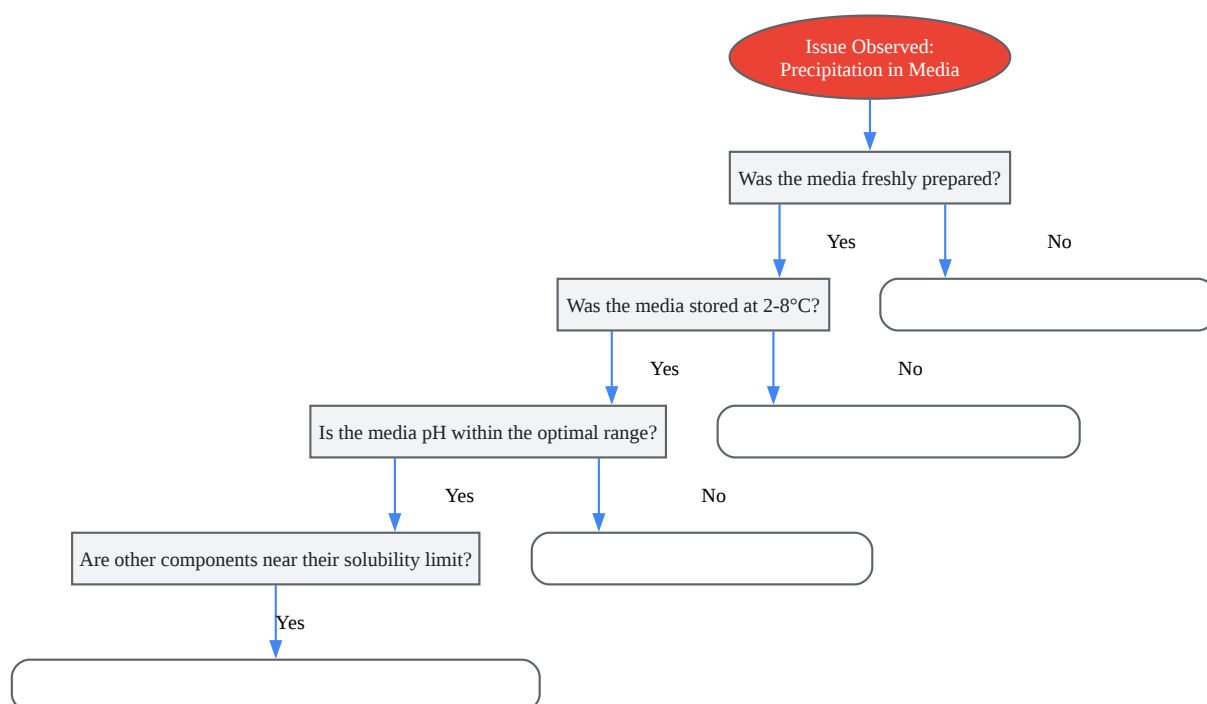 Issue Observed:
Precipitation in Media
Was the media freshly prepared?
Yes
No
Was the media stored at 2-8°C?
Yes
No
Is the media pH within the optimal range?
Yes
No
Are other components near their solubility limit?
Yes